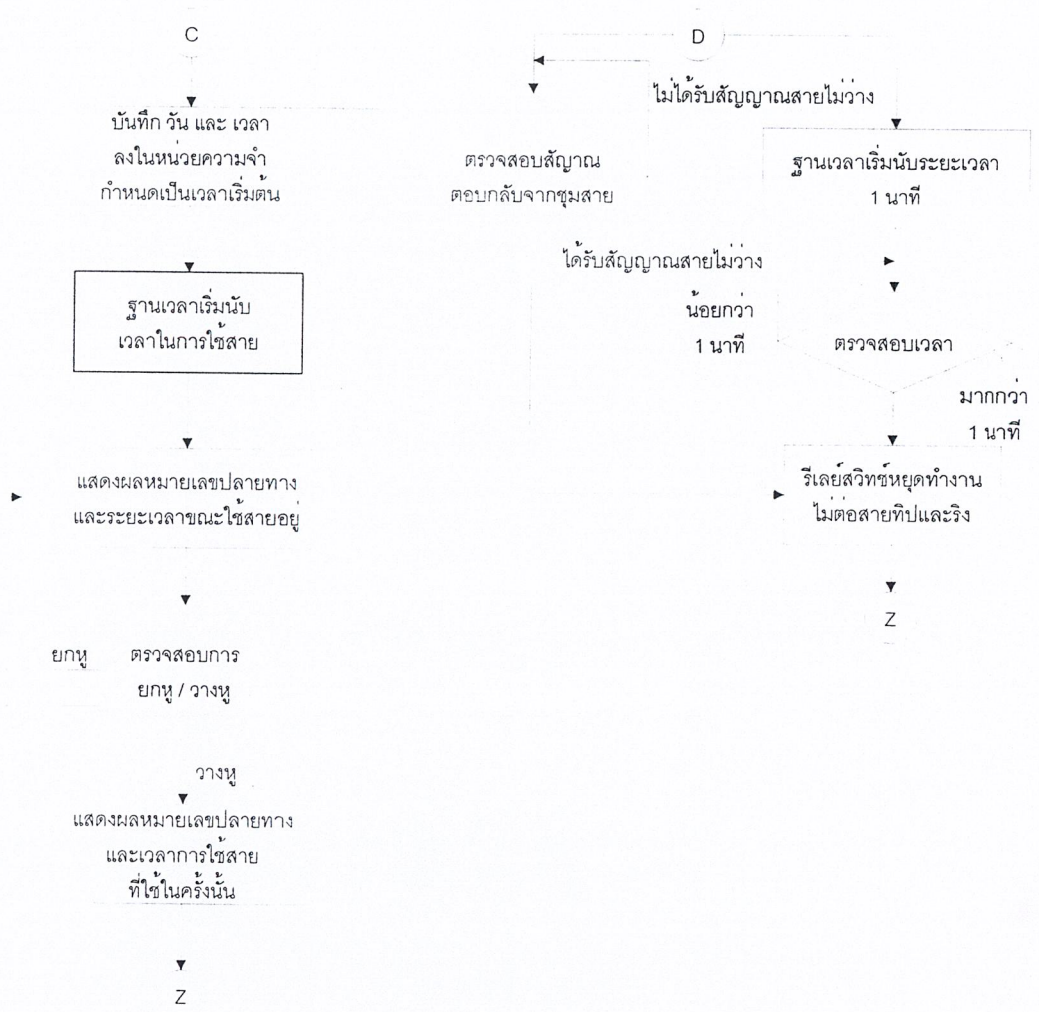 C
บันทึก วัน และ เวลา
ลงในหน่วยความจำ
กำหนดเป็นเวลาเริ่มต้น
ฐานเวลาเริ่มนับ
เวลาในการใช้สาย
แสดงผลหมายเลขปลายทาง
และระยะเวลาขณะใช้สายอยู่
ยกหู
ตรวจสอบการ
ยกหู / วางหู
วางหู
แสดงผลหมายเลขปลายทาง
และเวลาการใช้สาย
ที่ใช้ในครั้งนั้น
Z
D
ไม่ได้รับสัญญาณสายไม่ว่าง
ตรวจสอบสัญาณ
ตอบกลับจากชุมสาย
ฐานเวลาเริ่มนับระยะเวลา
1 นาที
ได้รับสัญญาณสายไม่ว่าง
น้อยกว่า
1 นาที
ตรวจสอบเวลา
มากกว่า
1 นาที
รีเลย์สวิทช์หยุดทำงาน
ไม่ต่อสายทิปและริง
Z